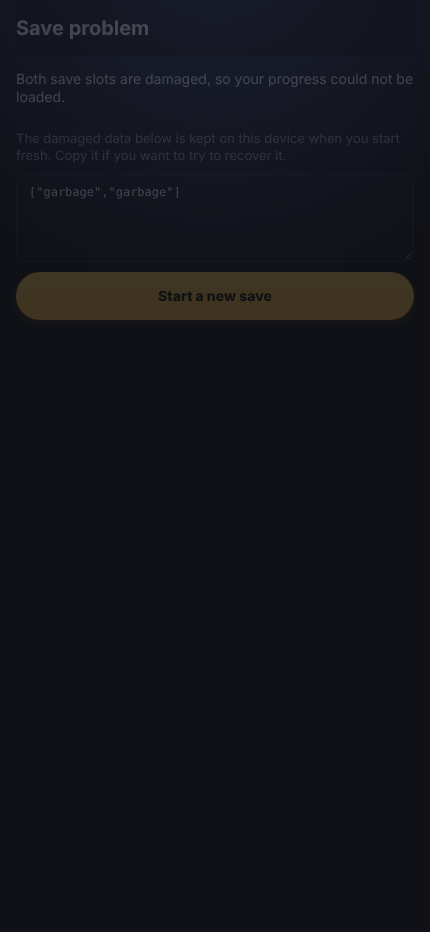 Save problem
Both save slots are damaged, so your progress could not be
loaded.
The damaged data below is kept on this device when you start
fresh. Copy it if you want to try to recover it.
["garbage","garbage"]
Start a new save